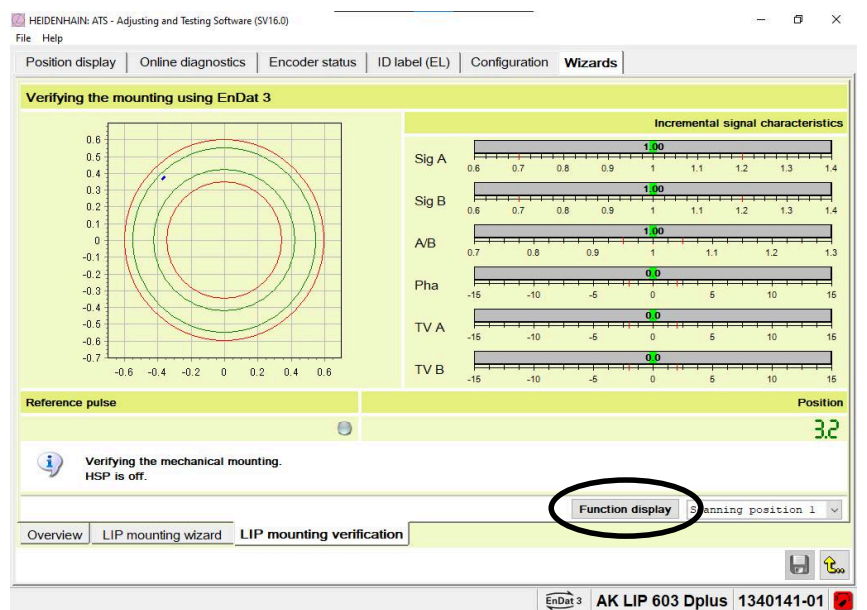 HEIDENHAIN: ATS - Adjusting and Testing Software (SV16.0)
File Help
Position display Online diagnostics Encoder status ID label (EL) Configuration Wizards
Verifying the mounting using EnDat 3
Incremental signal characteristics
0.6
0.5
0.4
0.3
0.2
0.1
0
-0.1
-0.2
-0.3
-0.4
-0.5
-0.6
-0.7
-0.6 -0.4 -0.2 0 0.2 0.4 0.6
Sig A
1.00
0.6 0.7 0.8 0.9 1 1.1 1.2 1.3 1.4
Sig B
1.00
0.6 0.7 0.8 0.9 1 1.1 1.2 1.3 1.4
A/B
1.00
0.7 0.8 0.9 1 1.1 1.2 1.3
Pha
0.0
-15 -10 -5 0 5 10 15
TV A
0.0
-15 -10 -5 0 5 10 15
TV B
0.0
-15 -10 -5 0 5 10 15
Reference pulse Position
3.2
Verifying the mechanical mounting.
HSP is off.
Function display Scanning position 1
Overview LIP mounting wizard LIP mounting verification
EnDat 3 AK LIP 603 Dplus 1340141-01